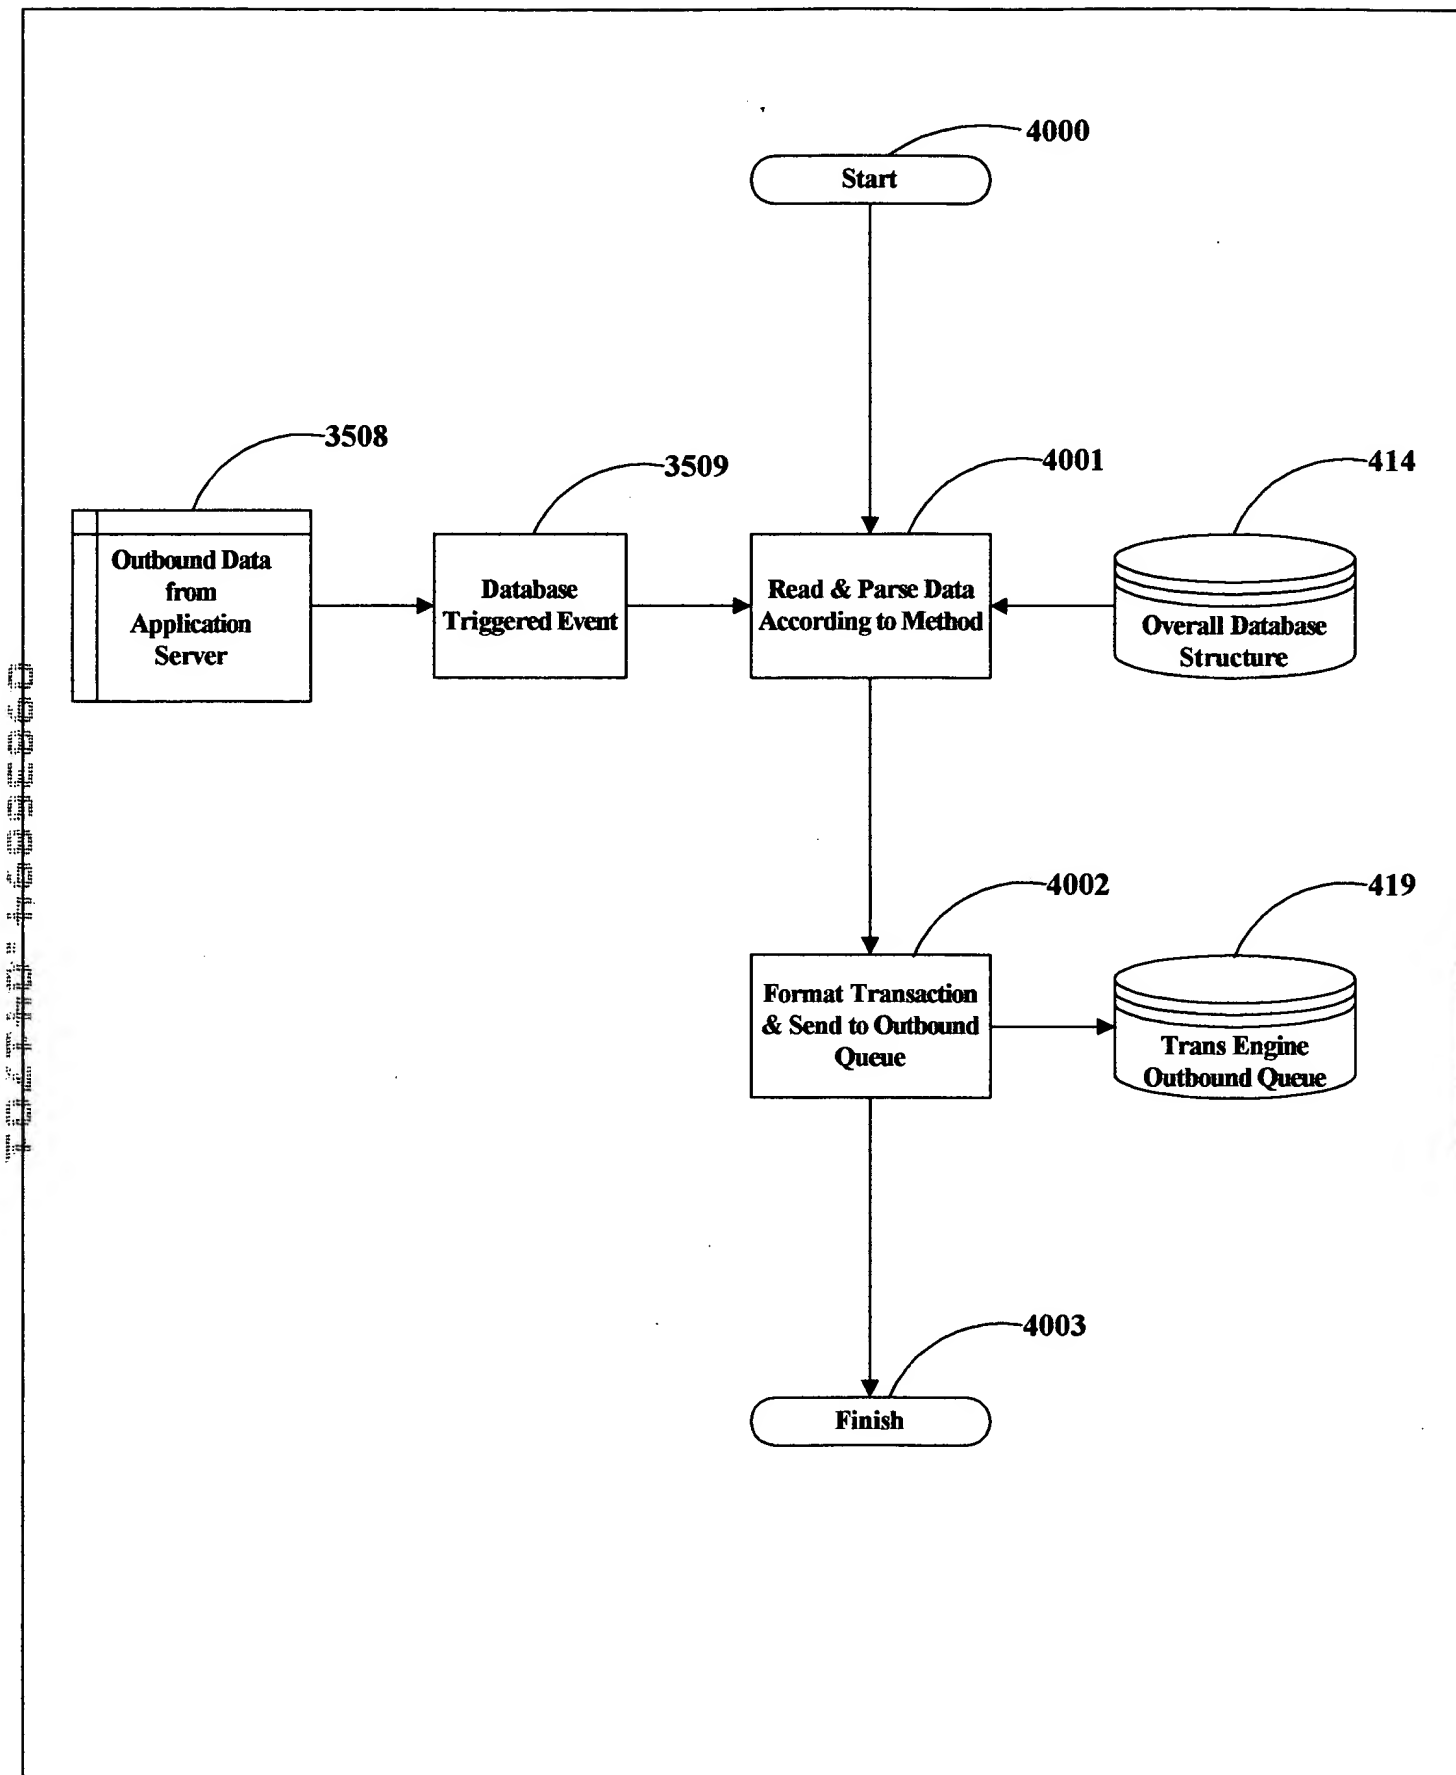 4000
Start
3508
3509
4001
414
Outbound Data
from
Application
Server
Database
Triggered Event
Read & Parse Data
According to Method
Overall Database
Structure
4002
419
Format Transaction
& Send to Outbound
Queue
Trans Engine
Outbound Queue
4003
Finish